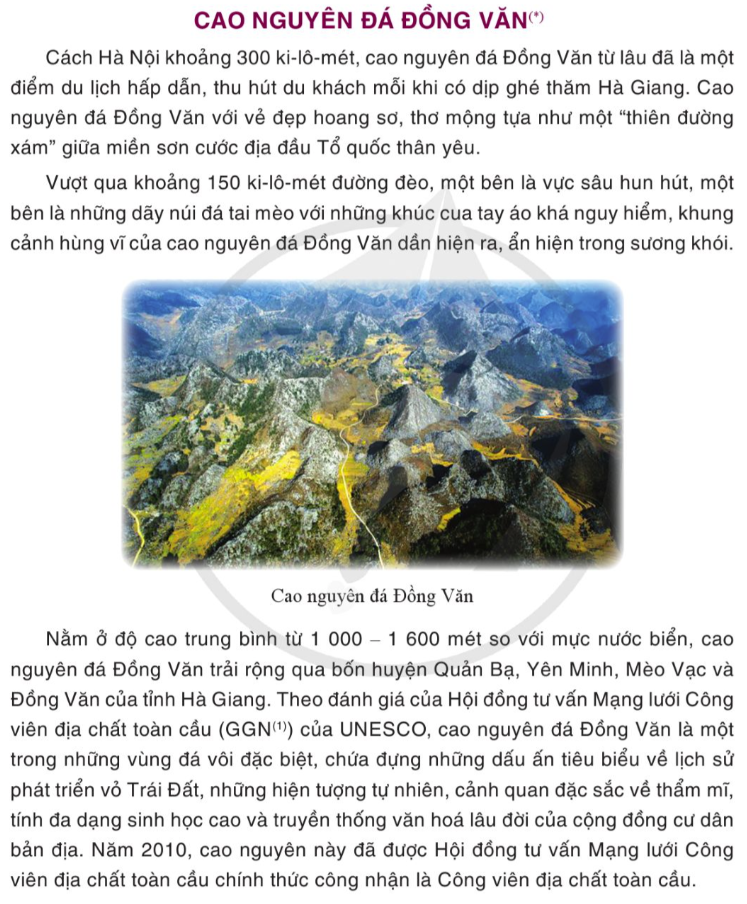 CAO NGUYÊN ĐÁ ĐỒNG VĂN(*)
Cách Hà Nội khoảng 300 ki-lô-mét, cao nguyên đá Đồng Văn từ lâu đã là một
điểm du lịch hấp dẫn, thu hút du khách mỗi khi có dịp ghé thăm Hà Giang. Cao
nguyên đá Đồng Văn với vẻ đẹp hoang sơ, thơ mộng tựa như một “thiên đường
xám” giữa miền sơn cước địa đầu Tổ quốc thân yêu.
Vượt qua khoảng 150 ki-lô-mét đường đèo, một bên là vực sâu hun hút, một
bên là những dãy núi đá tai mèo với những khúc cua tay áo khá nguy hiểm, khung
cảnh hùng vĩ của cao nguyên đá Đồng Văn dần hiện ra, ẩn hiện trong sương khói.
Cao nguyên đá Đồng Văn
Nằm ở độ cao trung bình từ 1 000 – 1 600 mét so với mực nước biển, cao
nguyên đá Đồng Văn trải rộng qua bốn huyện Quản Bạ, Yên Minh, Mèo Vạc và
Đồng Văn của tỉnh Hà Giang. Theo đánh giá của Hội đồng tư vấn Mạng lưới Công
viên địa chất toàn cầu (GGN(1)) của UNESCO, cao nguyên đá Đồng Văn là một
trong những vùng đá vôi đặc biệt, chứa đựng những dấu ấn tiêu biểu về lịch sử
phát triển vỏ Trái Đất, những hiện tượng tự nhiên, cảnh quan đặc sắc về thẩm mĩ,
tính đa dạng sinh học cao và truyền thống văn hoá lâu đời của cộng đồng cư dân
bản địa. Năm 2010, cao nguyên này đã được Hội đồng tư vấn Mạng lưới Công
viên địa chất toàn cầu chính thức công nhận là Công viên địa chất toàn cầu.